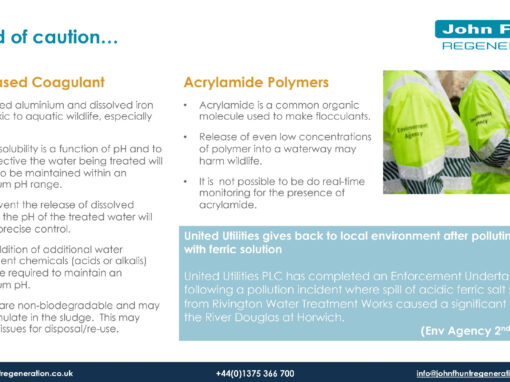 d of caution…
John F
REGENE
ased Coagulant
ed aluminium and dissolved iron
xic to aquatic wildlife, especially
solubility is a function of pH and to
ective the water being treated will
to be maintained within an
um pH range.
vent the release of dissolved
the pH of the treated water will
precise control.
ddition of additional water
ent chemicals (acids or alkalis)
e required to maintain an
um pH.
are non-biodegradable and may
mulate in the sludge. This may
issues for disposal/re-use.
Acrylamide Polymers
• Acrylamide is a common organic
molecule used to make flocculants.
• Release of even low concentrations
of polymer into a waterway may
harm wildlife.
• It is not possible to be do real-time
monitoring for the presence of
acrylamide.
Environment
Agency
United Utilities gives back to local environment after pollutin
with ferric solution
United Utilities PLC has completed an Enforcement Underta
following a pollution incident where spill of acidic ferric salt s
from Rivington Water Treatment Works caused a significant
the River Douglas at Horwich.
(Env Agency 2nd
tregeneration.co.uk
+44(0)1375 366 700
info@johnfhuntregenerati